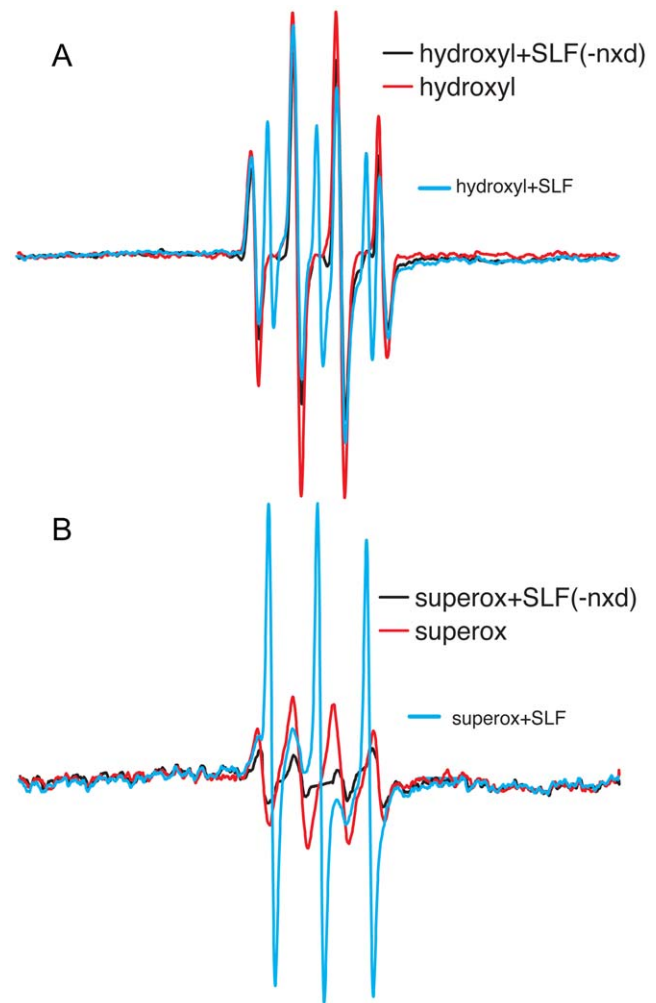 A
hydroxyl+SLF(-nxd)
hydroxyl
hydroxyl+SLF
B
superox+SLF(-nxd)
superox
superox+SLF